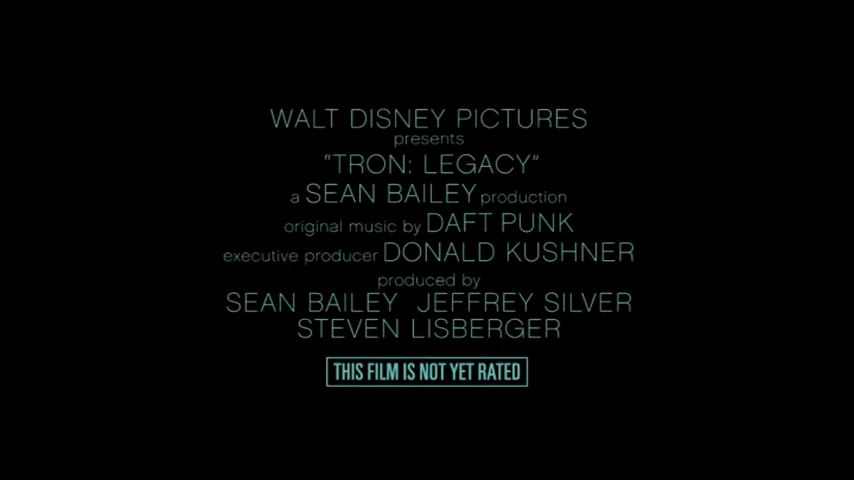 WALT DISNEY PICTURES
presents
“TRON: LEGACY”
a SEAN BAILEY production
original music by DAFT PUNK
executive producer DONALD KUSHNER
produced by
SEAN BAILEY JEFFREY SILVER
STEVEN LISBERGER
THIS FILM IS NOT YET RATED